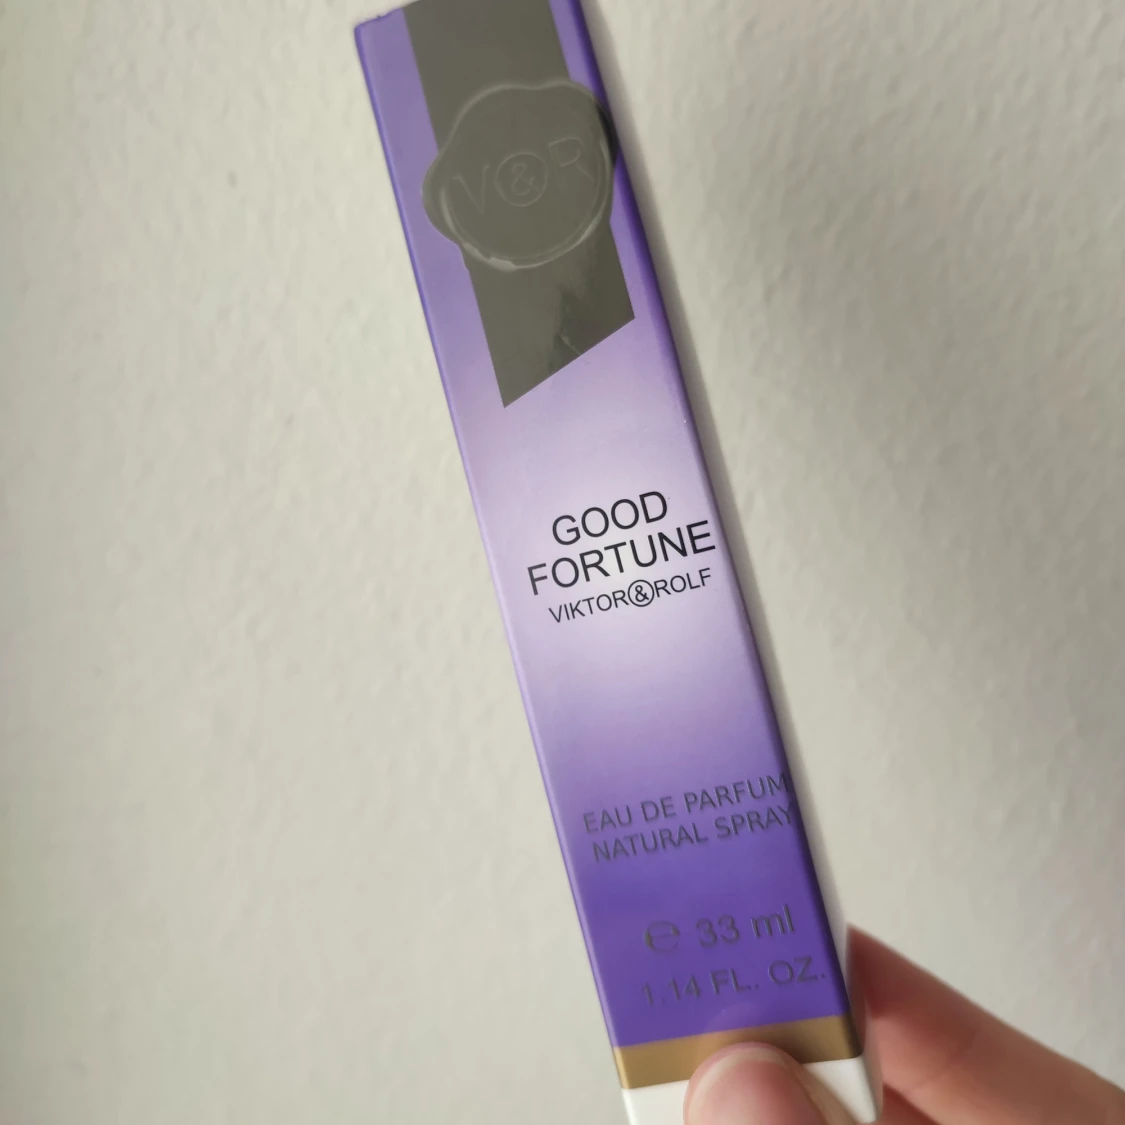 V&R
GOOD
FORTUNE
VIKTOR&ROLF
EAU DE PARFUM
NATURAL SPRAY
℮ 33 ml
1.14 FL. OZ.